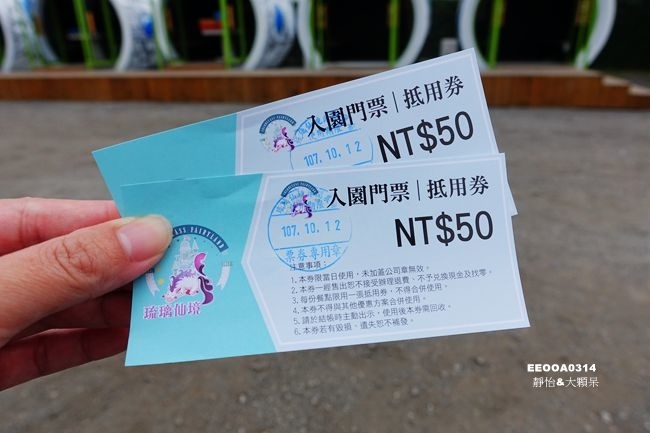 入園門票|抵用券
NT$50
107.10.12
入園門票|抵用券
NT$50
107.10.12
票券專用章
琉璃仙境
注意事項:
1.本券限當日使用,未加蓋公司章無效。
2.本券一經售出恕不接受辦理退費、不予兌換現金及找零。
3.每份餐點限用一張抵用券,不得合併使用。
4.本券不得與其他優惠方案合併使用。
5.請於結帳時主動出示,使用後本券需回收。
6.本券若有毀損、遺失恕不補發。
EEOOA0314
靜怡&大顆呆